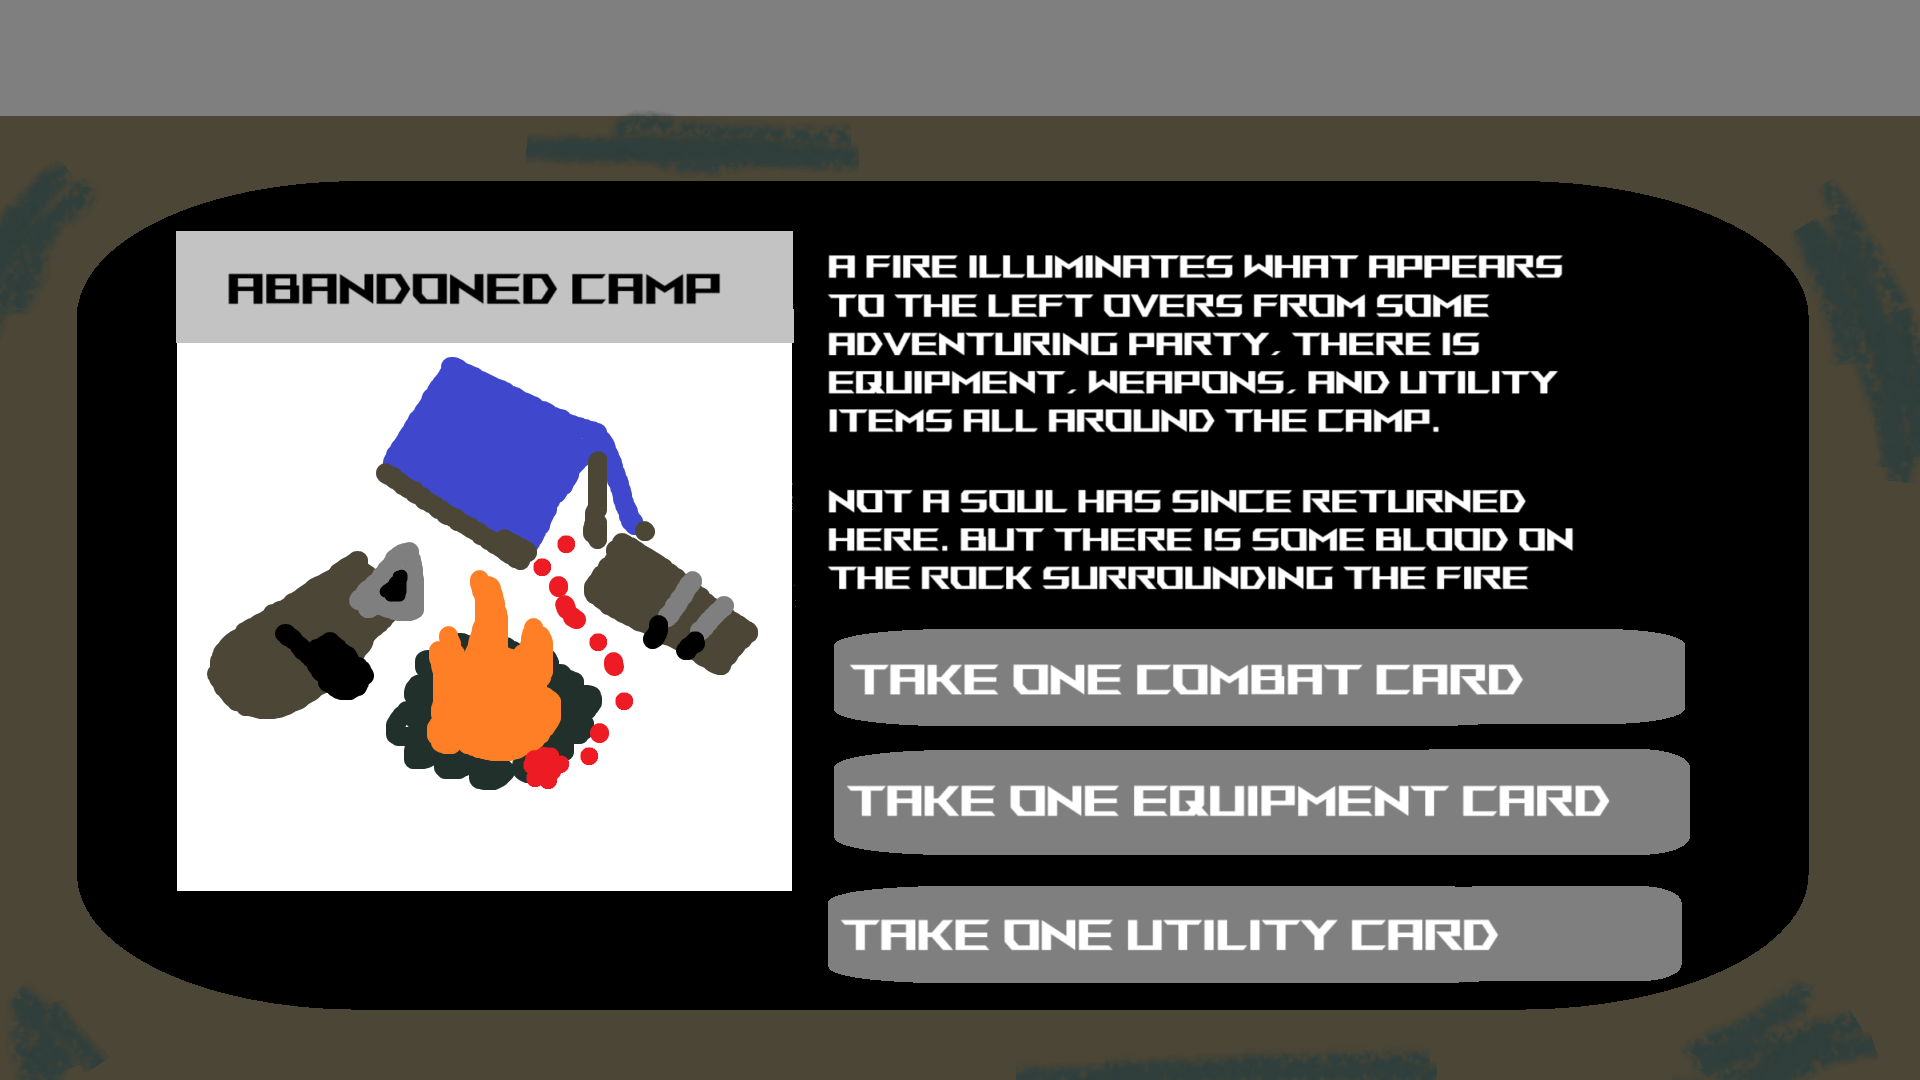 ABANDONED CAMP
A FIRE ILLUMINATES WHAT APPEARS
TO THE LEFT OVERS FROM SOME
ADVENTURING PARTY, THERE IS
EQUIPMENT, WEAPONS, AND UTILITY
ITEMS ALL AROUND THE CAMP.
NOT A SOUL HAS SINCE RETURNED
HERE. BUT THERE IS SOME BLOOD ON
THE ROCK SURROUNDING THE FIRE
TAKE ONE COMBAT CARD
TAKE ONE EQUIPMENT CARD
TAKE ONE UTILITY CARD